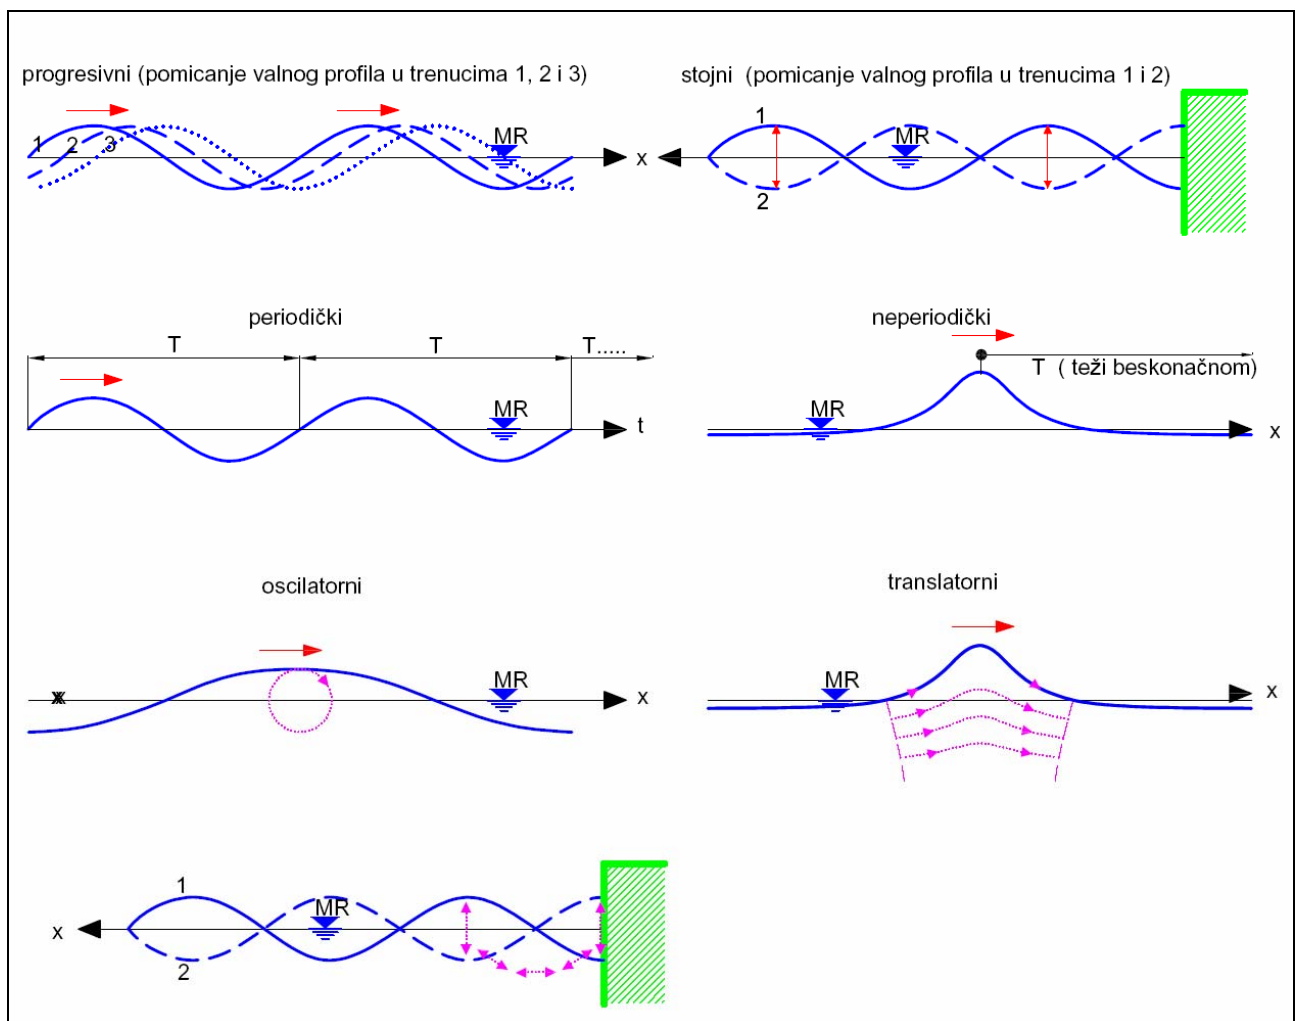 progresivni (pomicanje valnog profila u trenucima 1, 2 i 3)
1 2 3 MR x
stojni (pomicanje valnog profila u trenucima 1 i 2)
1
MR
2
periodički
T T T.....
MR t
neperiodički
T ( teži beskonačnom)
MR
x
oscilatorni
x MR x
translatorni
MR x
1
MR
x
2